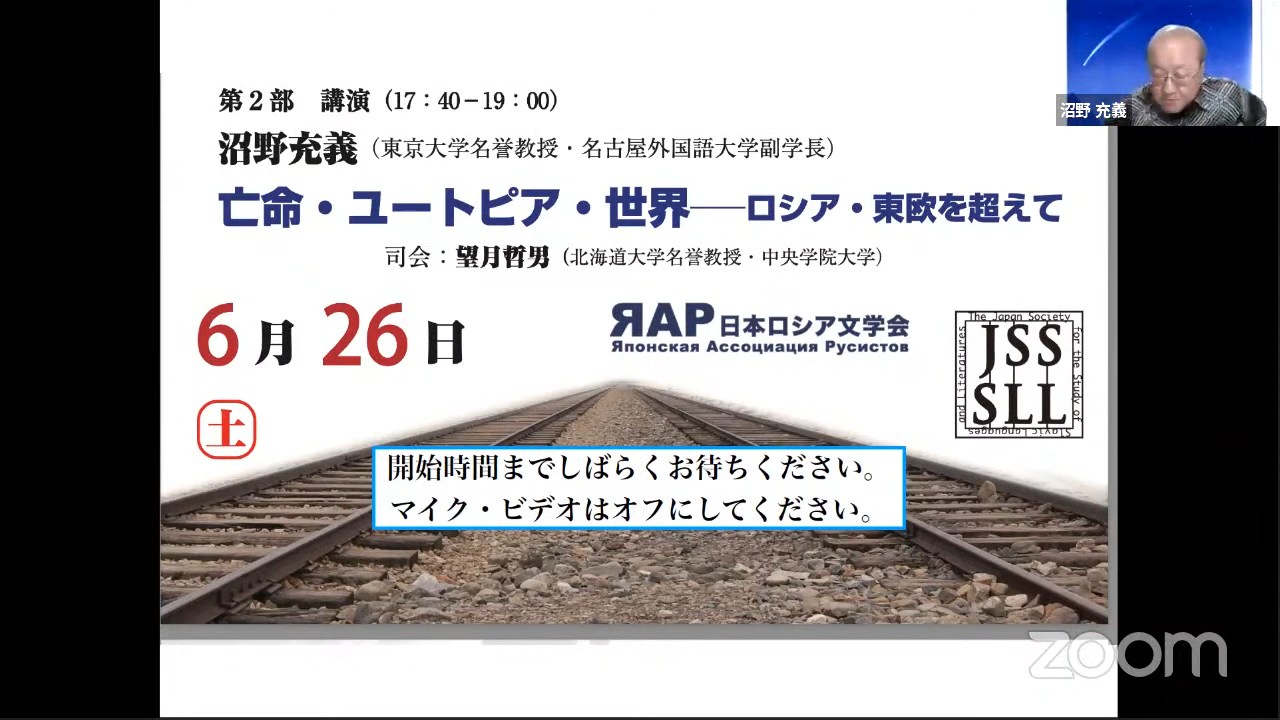 第２部　講演（17：40－19：00）
沼野充義（東京大学名誉教授・名古屋外国語大学副学長）
亡命・ユートピア・世界――ロシア・東欧を超えて
司会：望月哲男（北海道大学名誉教授・中央学院大学）
6月26日
土
ЯAP 日本ロシア文学会
Японская Ассоциация Русистов
The Japan Society
for the Study of
Slavic Languages
and Literatures
JSS
SLL
開始時間までしばらくお待ちください。
マイク・ビデオはオフにしてください。
沼野 充義
zoom